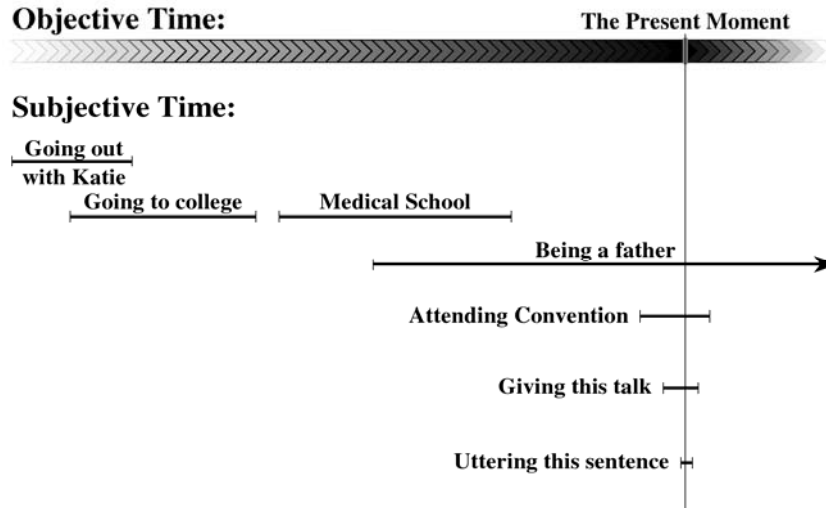 Objective Time:
The Present Moment
Subjective Time:
Going out
with Katie
Going to college
Medical School
Being a father
Attending Convention
Giving this talk
Uttering this sentence